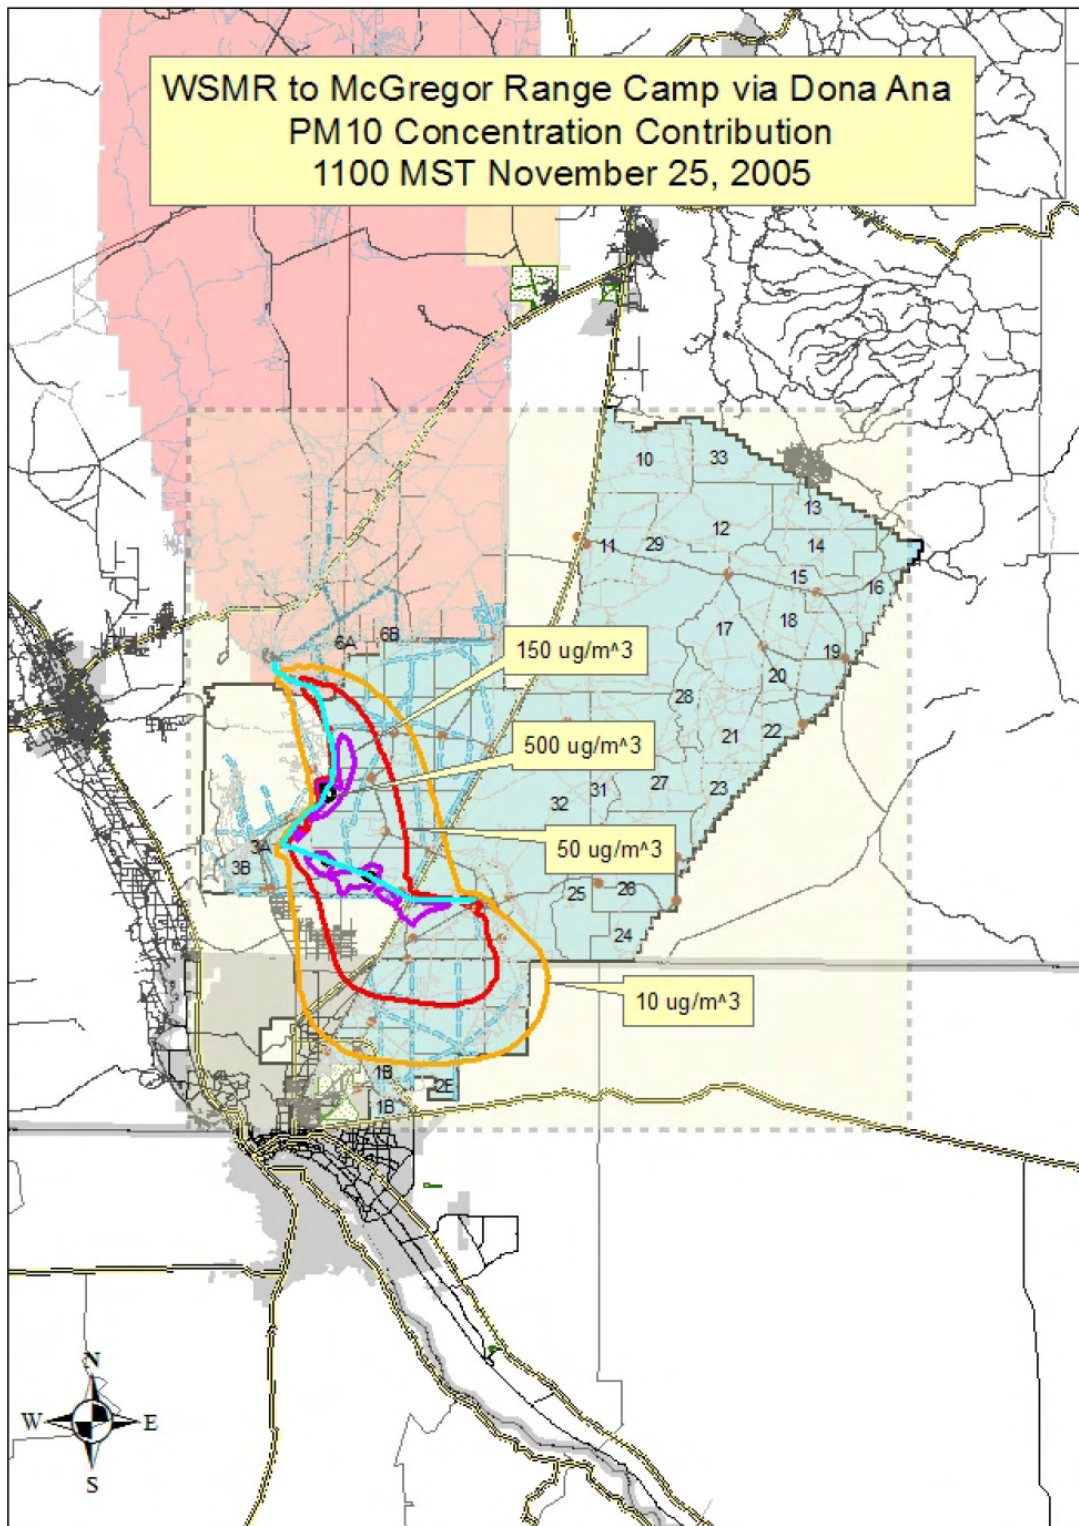 WSMR to McGregor Range Camp via Dona Ana
PM10 Concentration Contribution
1100 MST November 25, 2005
10
33
13
12
11
29
14
15
16
6A
6B
17
18
19
150 ug/m^3
20
28
500 ug/m^3
21
22
27
23
31
32
3A
50 ug/m^3
3B
25
26
24
10 ug/m^3
1B
2E
1B
N
W
E
S